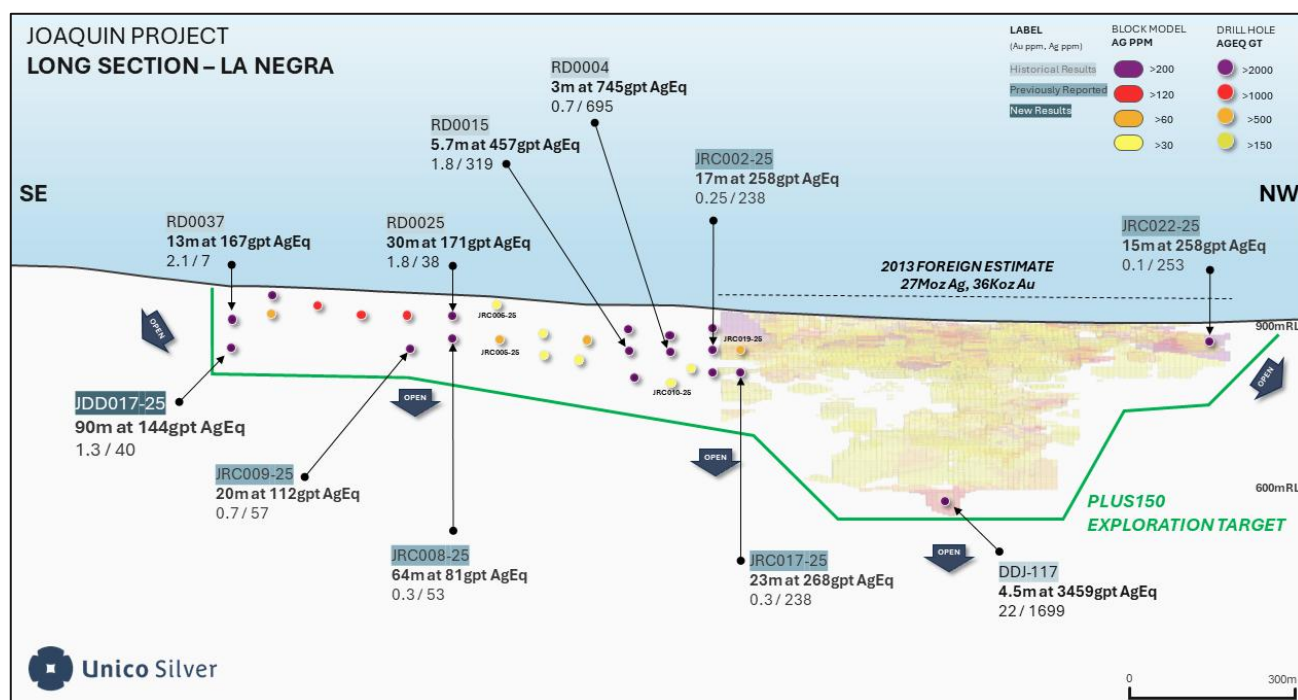 JOAQUIN PROJECT
LONG SECTION – LA NEGRA
LABEL
(Au ppm, Ag ppm)
Historical Results
Previously Reported
New Results
BLOCK MODEL
AG PPM
>200
>120
>60
>30
DRILL HOLE
AGEQ GT
>2000
>1000
>500
>150
RD0004
3m at 745gpt AgEq
0.7 / 695
RD0015
5.7m at 457gpt AgEq
1.8 / 319
JRC002-25
17m at 258gpt AgEq
0.25 / 238
SE
NW
RD0037
13m at 167gpt AgEq
2.1 / 7
RD0025
30m at 171gpt AgEq
1.8 / 38
JRC022-25
15m at 258gpt AgEq
0.1 / 253
2013 FOREIGN ESTIMATE
27Moz Ag, 36Koz Au
900mRL
OPEN
JRC006-25
JRC005-25
JRC019-25
JRC010-25
OPEN
OPEN
OPEN
OPEN
JDD017-25
90m at 144gpt AgEq
1.3 / 40
JRC009-25
20m at 112gpt AgEq
0.7 / 57
600mRL
PLUS150
EXPLORATION TARGET
JRC008-25
64m at 81gpt AgEq
0.3 / 53
JRC017-25
23m at 268gpt AgEq
0.3 / 238
DDJ-117
4.5m at 3459gpt AgEq
22 / 1699
Unico Silver
0 300m